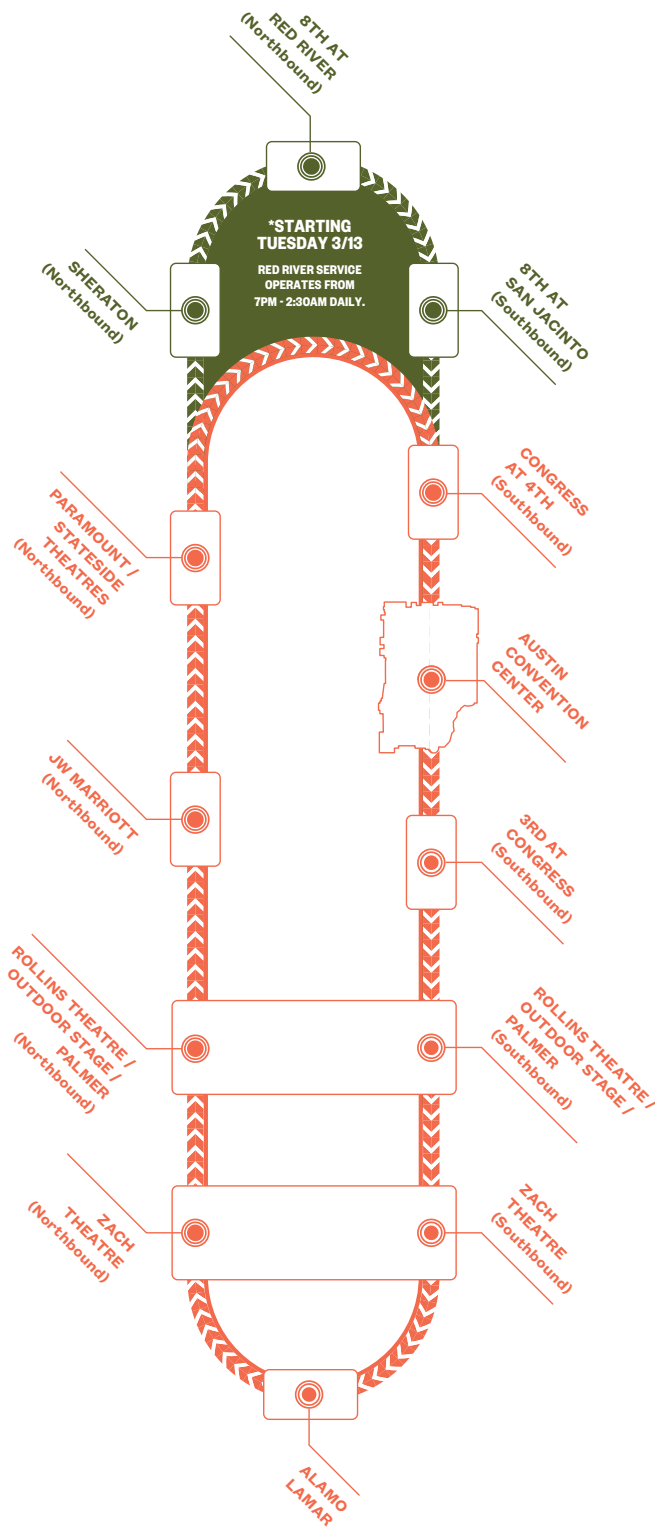 8TH AT
RED RIVER
(Northbound)
*STARTING
TUESDAY 3/13
RED RIVER SERVICE
OPERATES FROM
7PM - 2:30AM DAILY.
SHERATON
(Northbound)
8TH AT
SAN JACINTO
(Southbound)
CONGRESS
AT 4TH
(Southbound)
PARAMOUNT /
STATESIDE
THEATRES
(Northbound)
AUSTIN
CONVENTION
CENTER
JW MARRIOTT
(Northbound)
3RD AT
CONGRESS
(Southbound)
ROLLINS THEATRE /
OUTDOOR STAGE /
PALMER
(Northbound)
ROLLINS THEATRE /
OUTDOOR STAGE /
PALMER
(Southbound)
ZACH
THEATRE
(Northbound)
ZACH
THEATRE
(Southbound)
ALAMO
LAMAR